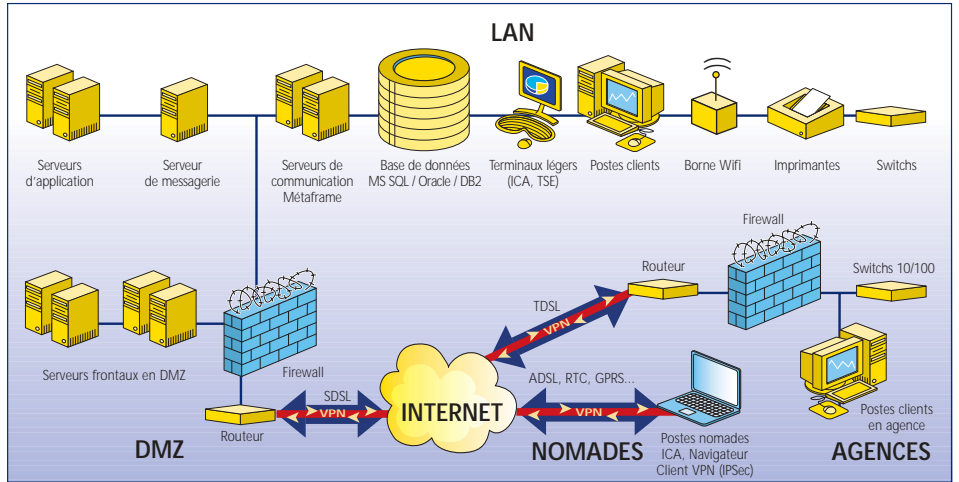 LAN
Serveurs
d'application
Serveur
de messagerie
Serveurs de
communication
Métaframe
Base de données
MS SQL / Oracle / DB2
Terminaux légers
(ICA, TSE)
Postes clients
Borne Wifi
Imprimantes
Switchs
Firewall
Routeur
Switchs 10/100
TDSL
VPN
Serveurs frontaux en DMZ
Firewall
SDSL
VPN
Routeur
DMZ
INTERNET
ADSL, RTC, GPRS...
VPN
NOMADES
Postes nomades
ICA, Navigateur
Client VPN (IPSec)
Postes clients
en agence
AGENCES